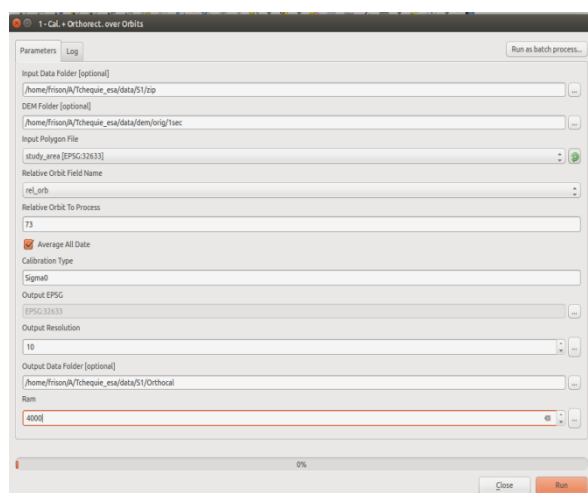 1 - Cal. + Orthorect. over Orbits
Parameters Log Run as batch process...
Input Data Folder [optional]
/home/frison/A/Tchequie_esa/data/S1/zip ...
DEM Folder [optional]
/home/frison/A/Tchequie_esa/data/dem/orig/1sec ...
Input Polygon File
study_area [EPSG:32633]
Relative Orbit Field Name
rel_orb
Relative Orbit To Process
73
Average All Date
Calibration Type
Sigma0
Output EPSG
EPSG:32633 ...
Output Resolution
10 ...
Output Data Folder [optional]
/home/frison/A/Tchequie_esa/data/S1/Orthocal ...
Ram
4000 ...
0%
Close Run